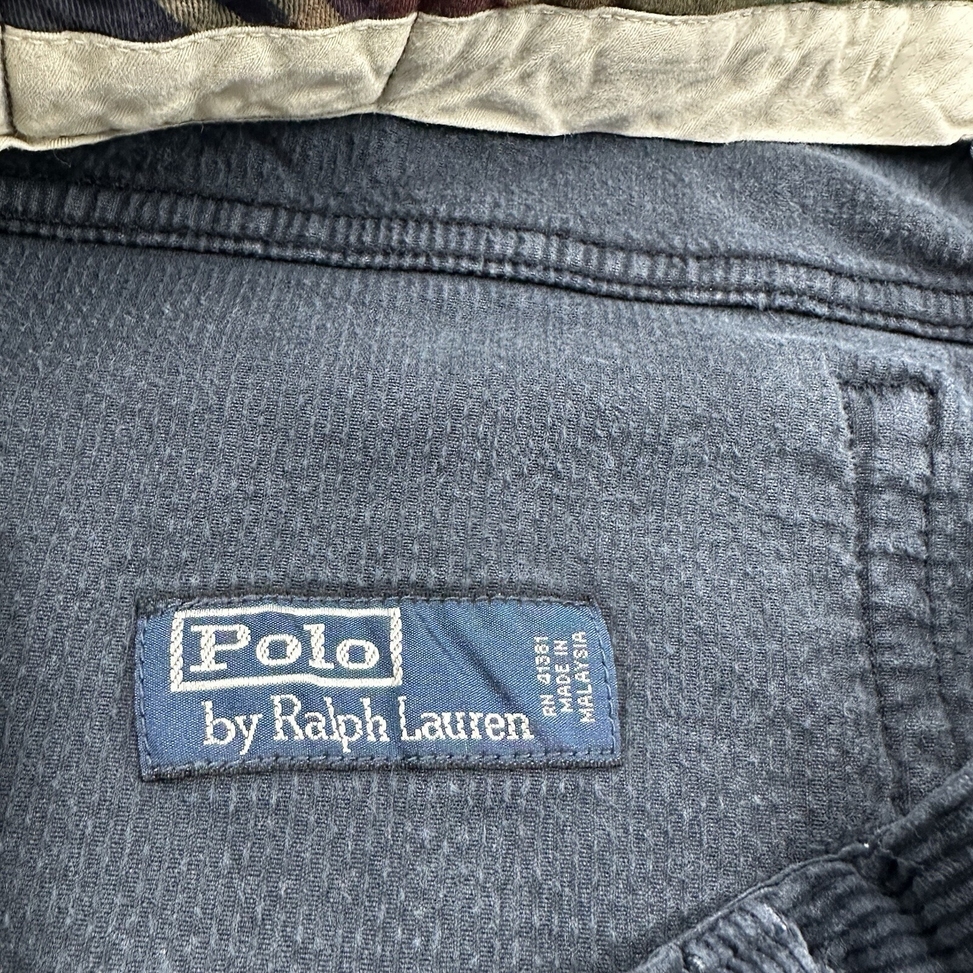 Polo
by Ralph Lauren
RN 41381
MADE IN
MALAYSIA